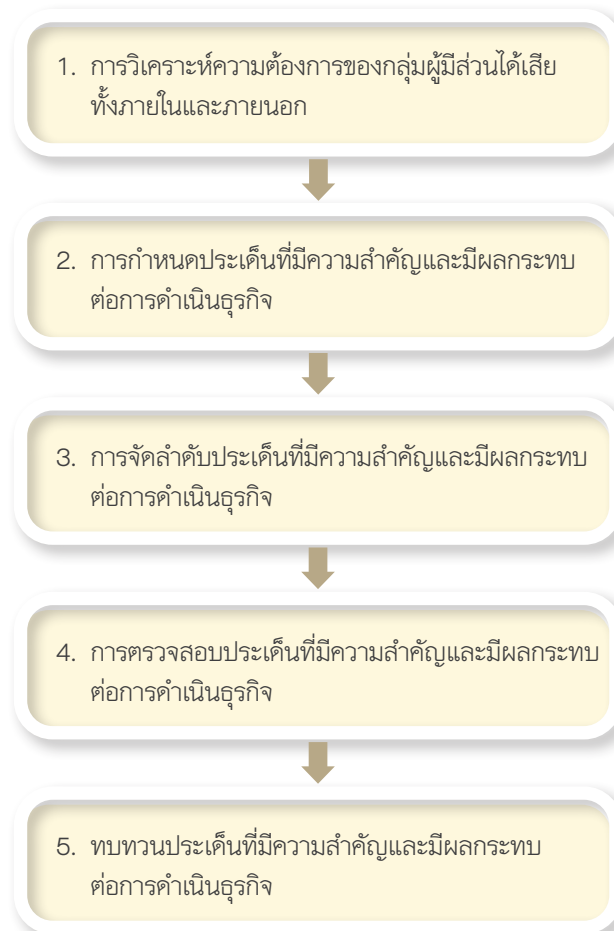 1. การวิเคราะห์ความต้องการของกลุ่มผู้มีส่วนได้เสีย
ทั้งภายในและภายนอก
2. การกำหนดประเด็นที่มีความสำคัญและมีผลกระทบ
ต่อการดำเนินธุรกิจ
3. การจัดลำดับประเด็นที่มีความสำคัญและมีผลกระทบ
ต่อการดำเนินธุรกิจ
4. การตรวจสอบประเด็นที่มีความสำคัญและมีผลกระทบ
ต่อการดำเนินธุรกิจ
5. ทบทวนประเด็นที่มีความสำคัญและมีผลกระทบ
ต่อการดำเนินธุรกิจ